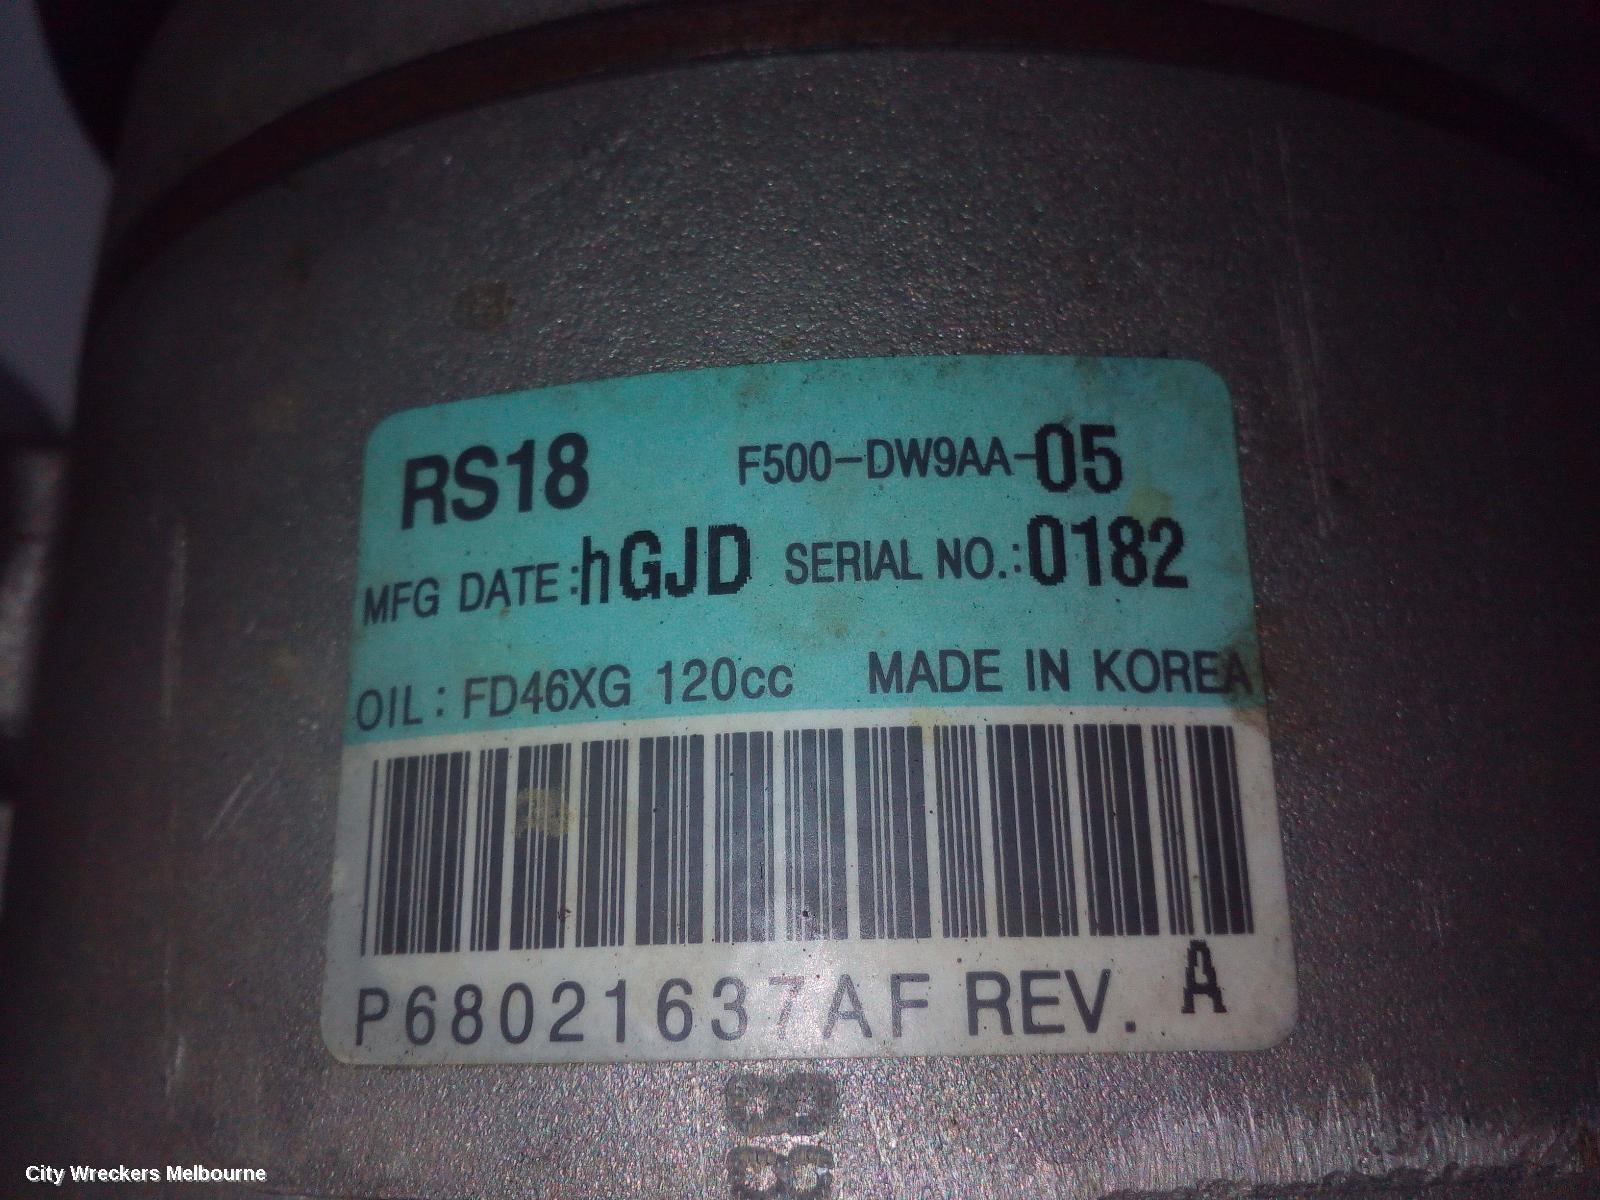 RS18 F500-DW9AA-05
MFG DATE:hGJD SERIAL NO.:0182
OIL: FD46XG 120cc MADE IN KOREA
P68021637AF REV. A
City Wreckers Melbourne